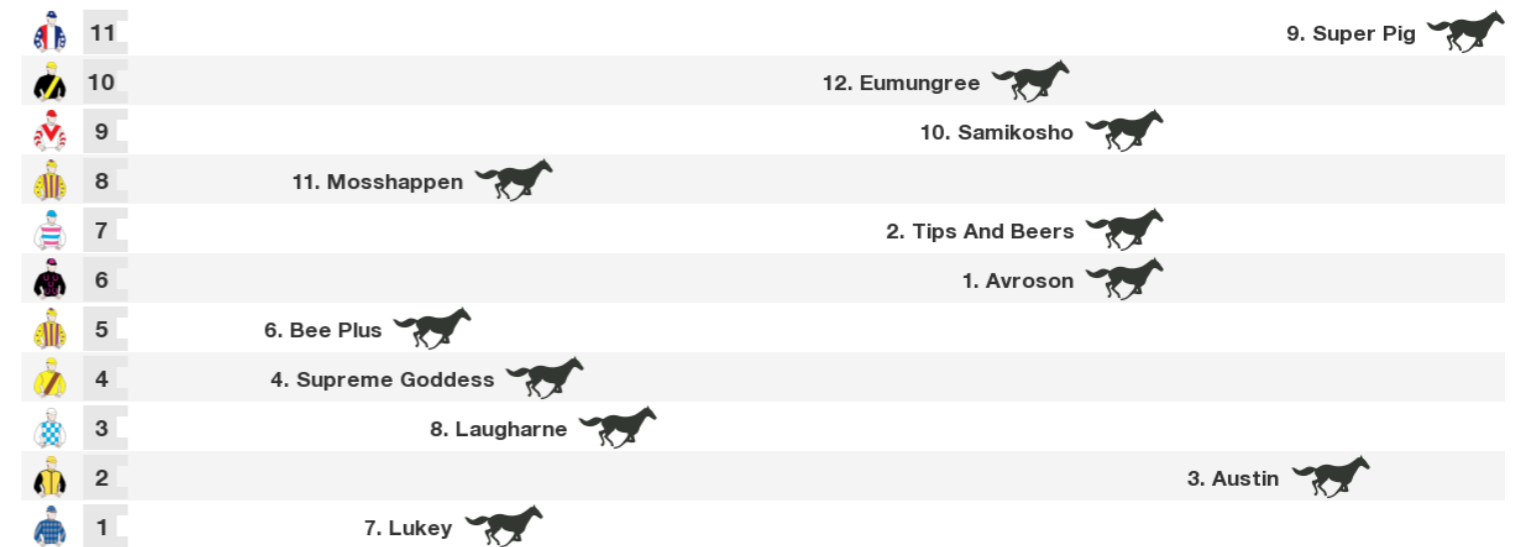 11 9. Super Pig
10 12. Eumungree
9 10. Samikosho
8 11. Mosshappen
7 2. Tips And Beers
6 1. Avroson
5 6. Bee Plus
4 4. Supreme Goddess
3 8. Laugharne
2 3. Austin
1 7. Lukey